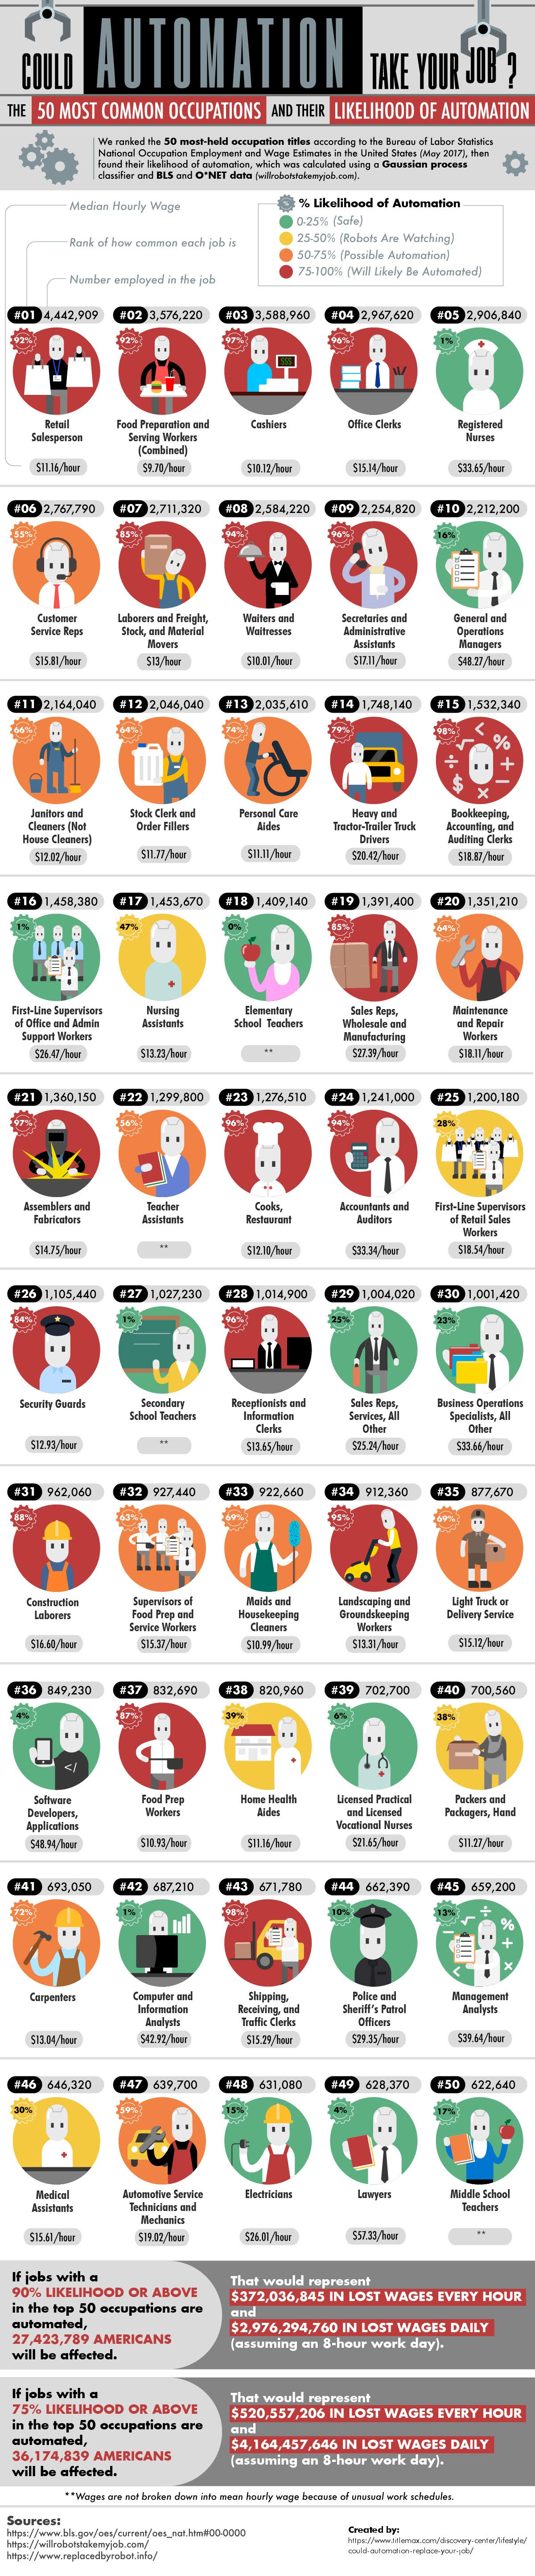 COULD AUTOMATION TAKE YOUR JOB ?
THE 50 MOST COMMON OCCUPATIONS AND THEIR LIKELIHOOD OF AUTOMATION
We ranked the 50 most-held occupation titles according to the Bureau of Labor Statistics
National Occupation Employment and Wage Estimates in the United States (May 2017), then
found their likelihood of automation, which was calculated using a Gaussian process
classifier and BLS and O*NET data (willrobotstakemyjob.com).
Median Hourly Wage
Rank of how common each job is
Number employed in the job
% Likelihood of Automation
0-25% (Safe)
25-50% (Robots Are Watching)
50-75% (Possible Automation)
75-100% (Will Likely Be Automated)
#01 4,442,909
92%
Retail
Salesperson
$11.16/hour
#02 3,576,220
92%
Food Preparation and
Serving Workers
(Combined)
$9.70/hour
#03 3,588,960
97%
$$$
Cashiers
$10.12/hour
#04 2,967,620
96%
Office Clerks
$15.14/hour
#05 2,906,840
1%
Registered
Nurses
$33.65/hour
#06 2,767,790
55%
Customer
Service Reps
$15.81/hour
#07 2,711,320
85%
Laborers and Freight,
Stock, and Material
Movers
$13/hour
#08 2,584,220
94%
Waiters and
Waitresses
$10.01/hour
#09 2,254,820
96%
Secretaries and
Administrative
Assistants
$17.11/hour
#10 2,212,200
16%
General and
Operations
Managers
$48.27/hour
#11 2,164,040
66%
Janitors and
Cleaners (Not
House Cleaners)
$12.02/hour
#12 2,046,040
64%
Stock Clerk and
Order Fillers
$11.77/hour
#13 2,035,610
74%
Personal Care
Aides
$11.11/hour
#14 1,748,140
79%
Heavy and
Tractor-Trailer Truck
Drivers
$20.42/hour
#15 1,532,340
98%
Bookkeeping,
Accounting, and
Auditing Clerks
$18.87/hour
#16 1,458,380
1%
First-Line Supervisors
of Office and Admin
Support Workers
$26.47/hour
#17 1,453,670
47%
Nursing
Assistants
$13.23/hour
#18 1,409,140
0%
Elementary
School Teachers
**
#19 1,391,400
85%
Sales Reps,
Wholesale and
Manufacturing
$27.39/hour
#20 1,351,210
64%
Maintenance
and Repair
Workers
$18.11/hour
#21 1,360,150
97%
Assemblers and
Fabricators
$14.75/hour
#22 1,299,800
56%
Teacher
Assistants
**
#23 1,276,510
96%
Cooks,
Restaurant
$12.10/hour
#24 1,241,000
94%
Accountants and
Auditors
$33.34/hour
#25 1,200,180
28%
First-Line Supervisors
of Retail Sales
Workers
$18.54/hour
#26 1,105,440
84%
Security Guards
$12.93/hour
#27 1,027,230
1%
Secondary
School Teachers
**
#28 1,014,900
96%
Receptionists and
Information
Clerks
$13.65/hour
#29 1,004,020
25%
Sales Reps,
Services, All
Other
$25.24/hour
#30 1,001,420
23%
Business Operations
Specialists, All
Other
$33.66/hour
#31 962,060
88%
Construction
Laborers
$16.60/hour
#32 927,440
63%
Supervisors of
Food Prep and
Service Workers
$15.37/hour
#33 922,660
69%
Maids and
Housekeeping
Cleaners
$10.99/hour
#34 912,360
95%
Landscaping and
Groundskeeping
Workers
$13.31/hour
#35 877,670
69%
Light Truck or
Delivery Service
$15.12/hour
#36 849,230
4%
</
Software
Developers,
Applications
$48.94/hour
#37 832,690
87%
Food Prep
Workers
$10.93/hour
#38 820,960
39%
Home Health
Aides
$11.16/hour
#39 702,700
6%
Licensed Practical
and Licensed
Vocational Nurses
$21.65/hour
#40 700,560
38%
Packers and
Packagers, Hand
$11.27/hour
#41 693,050
72%
Carpenters
$13.04/hour
#42 687,210
1%
Computer and
Information
Analysts
$42.92/hour
#43 671,780
98%
Shipping,
Receiving, and
Traffic Clerks
$15.29/hour
#44 662,390
10%
Police and
Sheriff's Patrol
Officers
$29.35/hour
#45 659,200
13%
Management
Analysts
$39.64/hour
#46 646,320
30%
Medical
Assistants
$15.61/hour
#47 639,700
59%
Automotive Service
Technicians and
Mechanics
$19.02/hour
#48 631,080
15%
Electricians
$26.01/hour
#49 628,370
4%
Lawyers
$57.33/hour
#50 622,640
17%
Middle School
Teachers
**
If jobs with a
90% LIKELIHOOD OR ABOVE
in the top 50 occupations are
automated,
27,423,789 AMERICANS
will be affected.
That would represent
$372,036,845 IN LOST WAGES EVERY HOUR
and
$2,976,294,760 IN LOST WAGES DAILY
(assuming an 8-hour work day).
If jobs with a
75% LIKELIHOOD OR ABOVE
in the top 50 occupations are
automated,
36,174,839 AMERICANS
will be affected.
That would represent
$520,557,206 IN LOST WAGES EVERY HOUR
and
$4,164,457,646 IN LOST WAGES DAILY
(assuming an 8-hour work day).
**Wages are not broken down into mean hourly wage because of unusual work schedules.
Sources:
https://www.bls.gov/oes/current/oes_nat.htm#00-0000
https://willrobotstakemyjob.com/
https://www.replacedbyrobot.info/
Created by:
https://www.titlemax.com/discovery-center/lifestyle/
could-automation-replace-your-job/